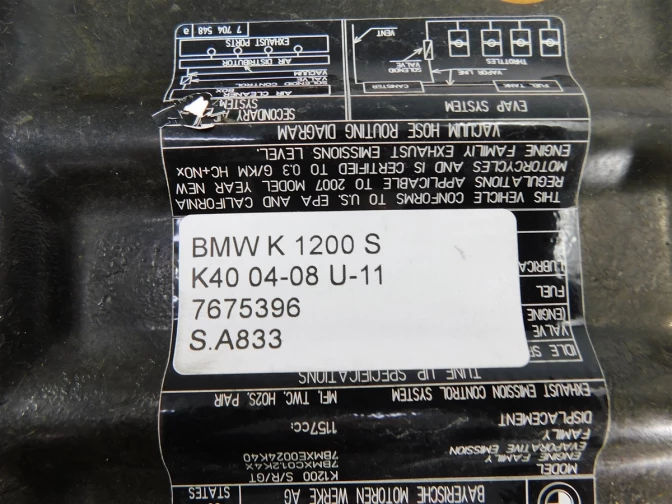 BMW K 1200 S
K40 04-08 U-11
7675396
S.A833
BAYERISCHE MOTOREN WERKE AG
STATES
MODEL K1200 S/R/GT
ENGINE FAMILY 7BMXC01.2K4X
EVAPORATIVE EMISSION 7BMXE0024K40
FAMILY
DISPLACEMENT 1157cc:
EXHAUST EMISSION CONTROL SYSTEM MFI, TWC, HO2S, PAIR
TUNE UP SPECIFICATIONS
IDLE
VALVE
(ENGINE
FUEL
THIS VEHICLE CONFORMS TO U.S. EPA AND CALIFORNIA
REGULATIONS APPLICABLE TO 2007 MODEL YEAR NEW
MOTORCYCLES AND IS CERTIFIED TO 0.3 G/KM HC+NOx
ENGINE FAMILIY EXHAUST EMISSIONS LEVEL.
VACUUM HOSE ROUTING DIAGRAM
EVAP SYSTEM
SECONDARY
SYSTEM
FUEL TANK
CANISTER
VAPOR LINE
SOLENOID
VALVE
THROTTLES
VENT
AIR CLEANER
BOX
SOLENOID CONTROL
VALVE
VACUUM
AIR DISTRIBUTOR
EXHAUST PORTS
7 704 548 a